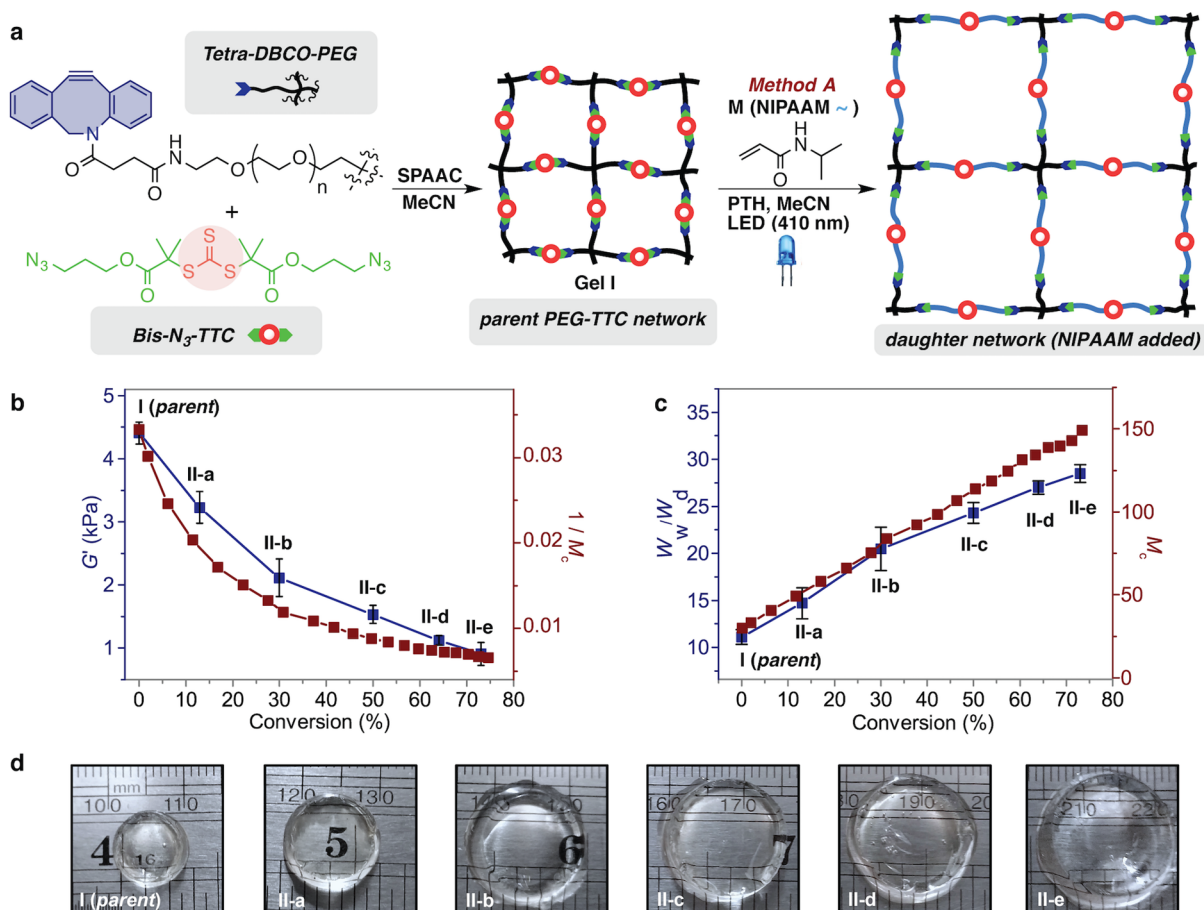 a
Tetra-DBCO-PEG
N
O
O
H
N
O
O
n
+
N3
O
O
S
S
S
O
O
N3
Bis-N3-TTC
SPAAC
MeCN
Gel I
parent PEG-TTC network
Method A
M (NIPAAM ~ )
H
N
O
PTH, MeCN
LED (410 nm)
daughter network (NIPAAM added)
b
I (parent)
II-a
II-b
II-c
II-d
II-e
G' (kPa)
5
4
3
2
1
0.03
0.02
0.01
1 / Mc
0 10 20 30 40 50 60 70 80
Conversion (%)
c
Ww/Wd
35
30
25
20
15
10
I (parent)
II-a
II-b
II-c
II-d
II-e
150
100
50
0
Mc
0 10 20 30 40 50 60 70 80
Conversion (%)
d
mm
100 110
4
16
I (parent)
120 130
5
II-a
6
II-b
160 170
7
II-c
190
II-d
210 220
II-e